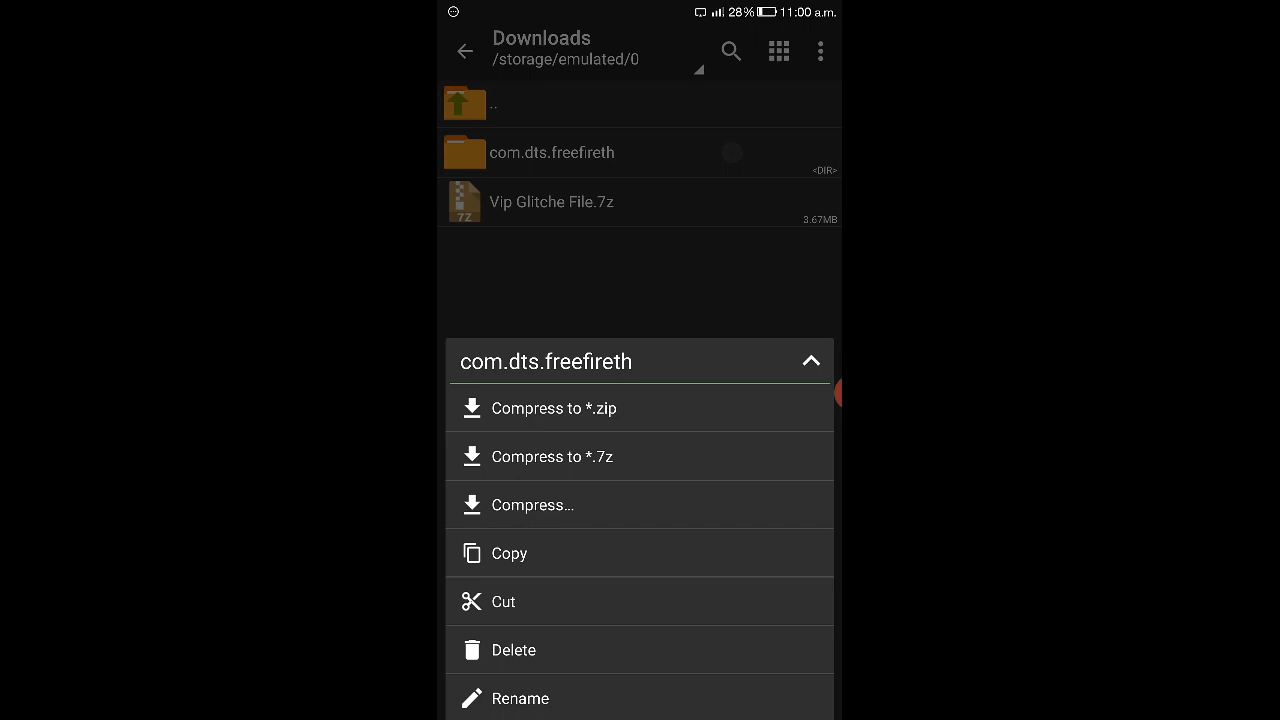 28% 11:00 a.m.
Downloads
/storage/emulated/0
..
com.dts.freefireth
<DIR>
Vip Glitche File.7z
7Z
3.67MB
com.dts.freefireth
Compress to *.zip
Compress to *.7z
Compress...
Copy
Cut
Delete
Rename